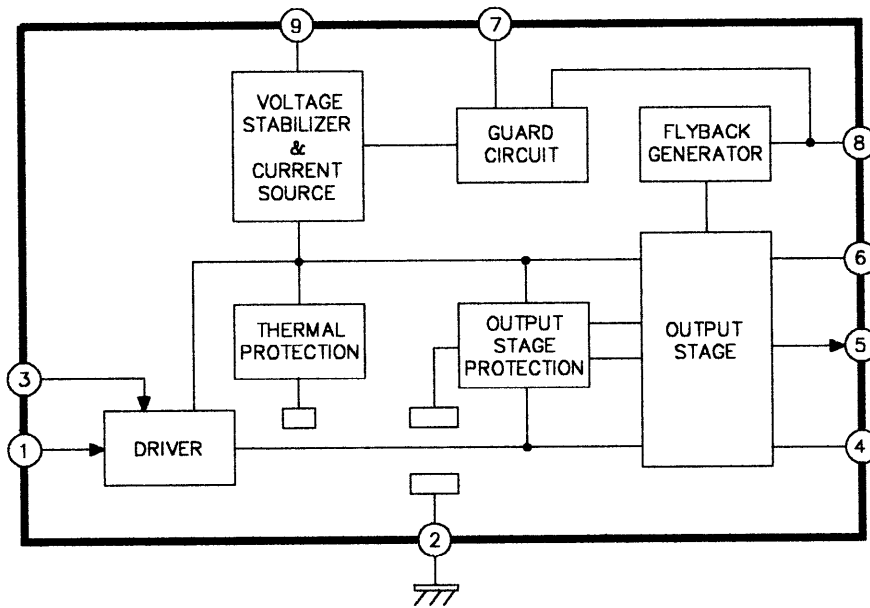 9
7
VOLTAGE
STABILIZER
&
CURRENT
SOURCE
GUARD
CIRCUIT
FLYBACK
GENERATOR
8
6
THERMAL
PROTECTION
OUTPUT
STAGE
PROTECTION
OUTPUT
STAGE
5
3
1
DRIVER
4
2